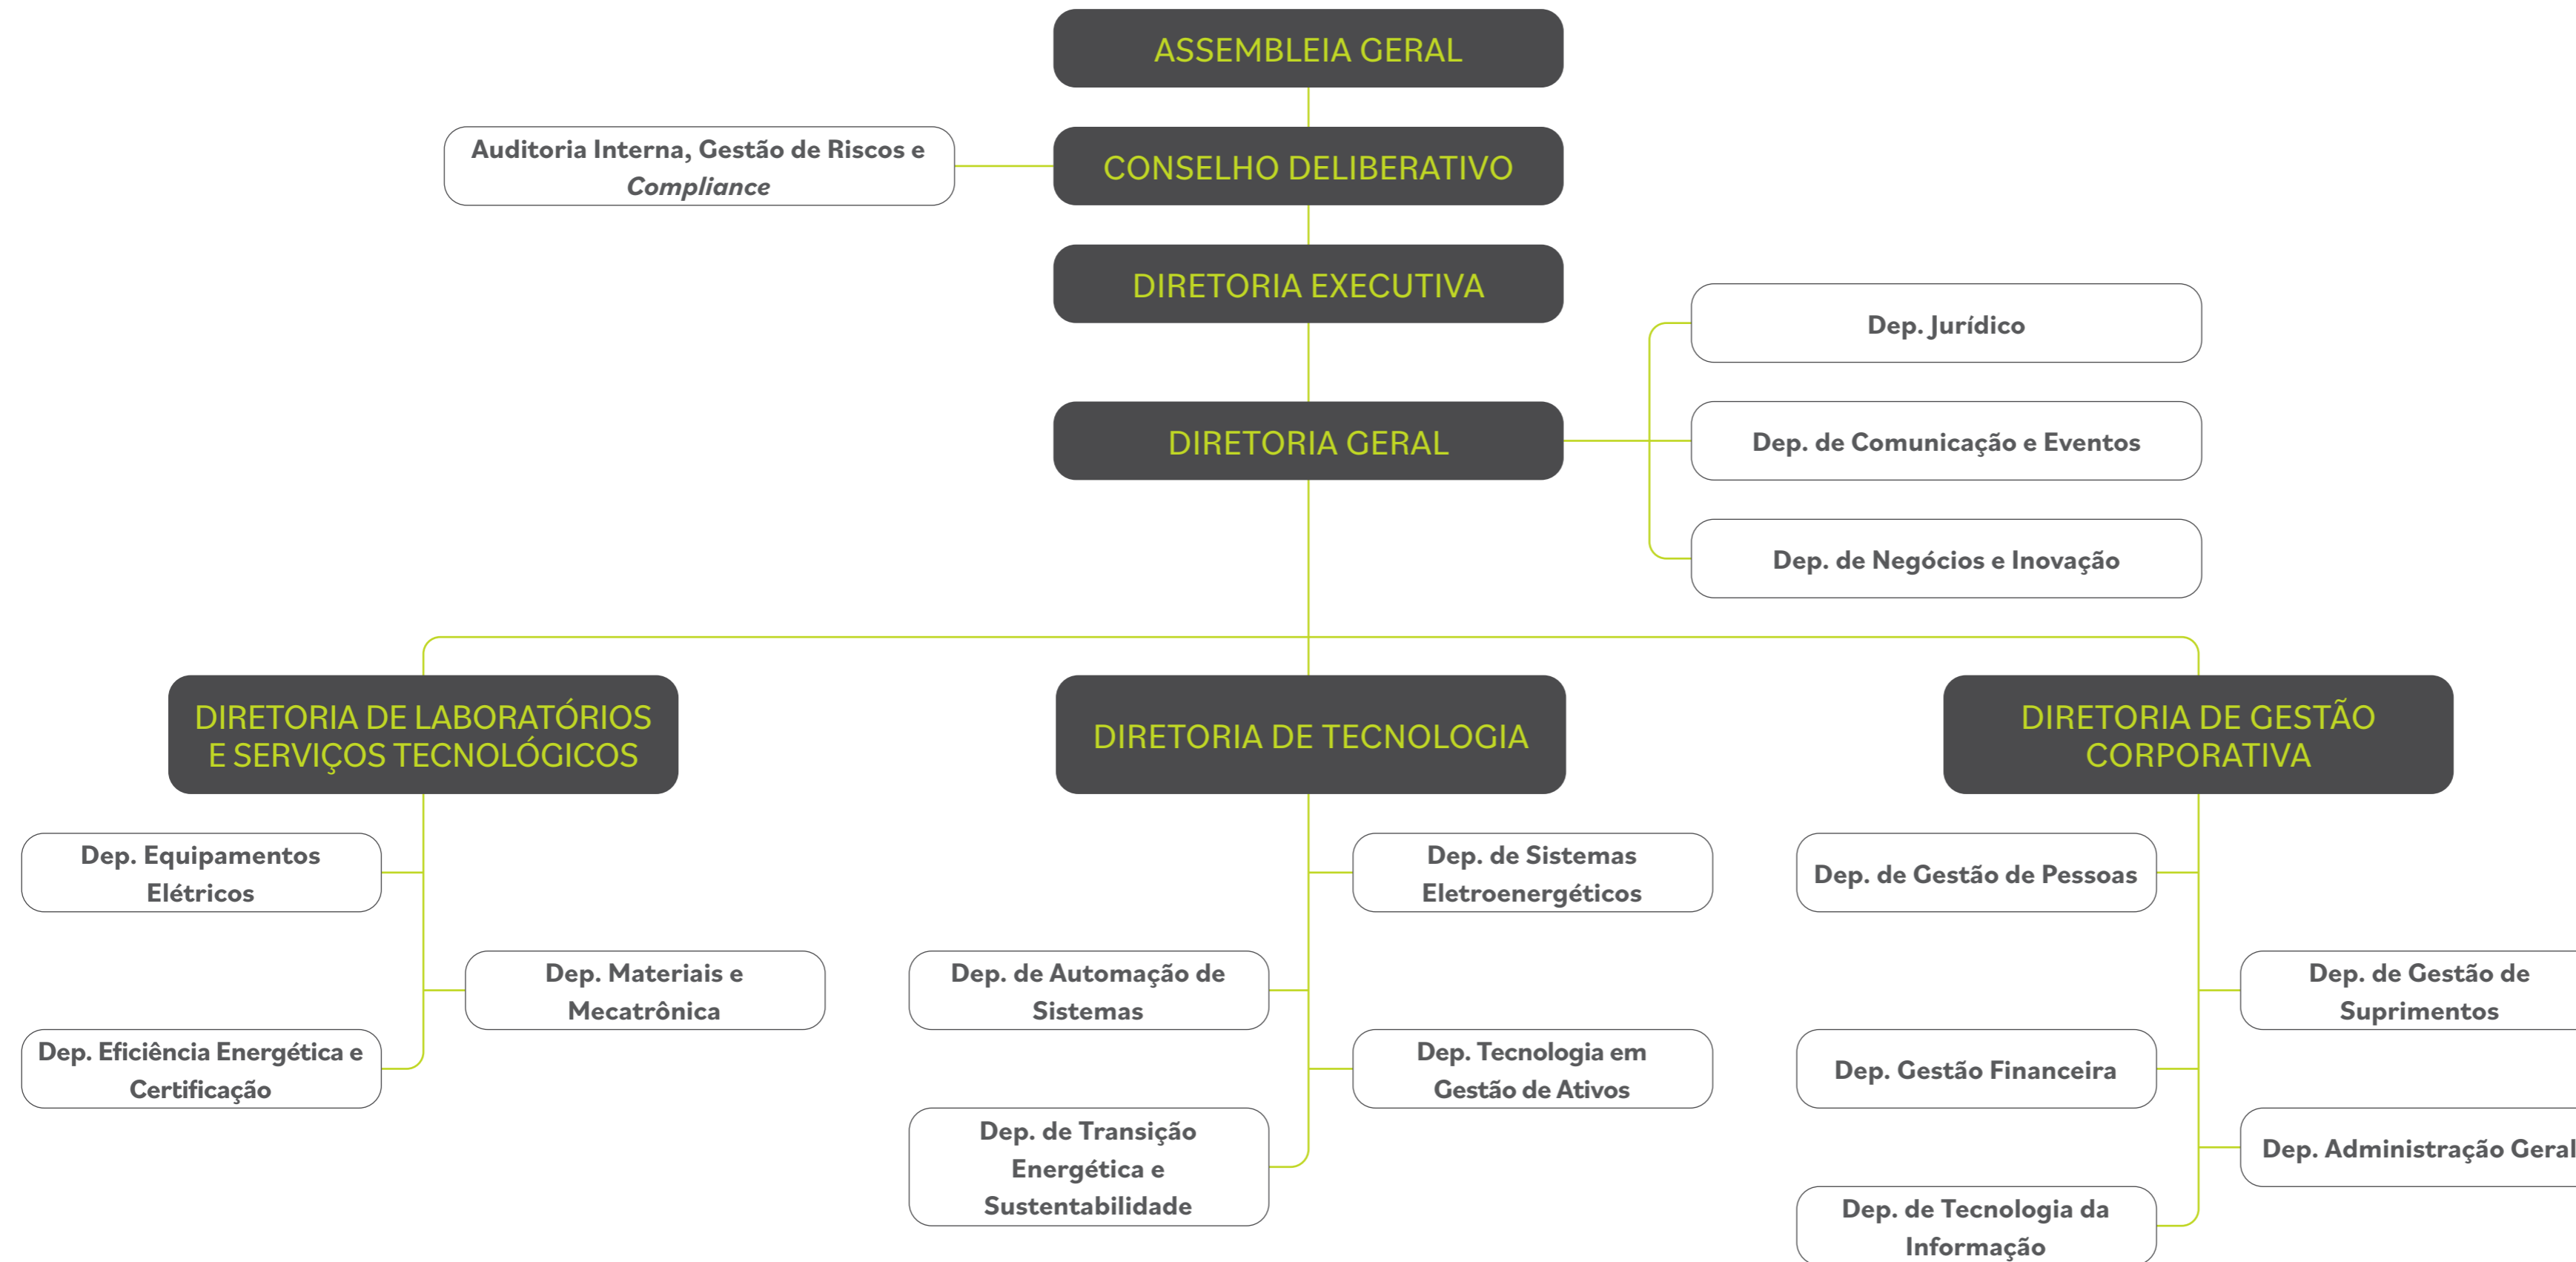 ASSEMBLEIA GERAL
Auditoria Interna, Gestão de Riscos e
Compliance
CONSELHO DELIBERATIVO
DIRETORIA EXECUTIVA
Dep. Jurídico
DIRETORIA GERAL
Dep. de Comunicação e Eventos
Dep. de Negócios e Inovação
DIRETORIA DE LABORATÓRIOS
E SERVIÇOS TECNOLÓGICOS
DIRETORIA DE TECNOLOGIA
DIRETORIA DE GESTÃO
CORPORATIVA
Dep. Equipamentos
Elétricos
Dep. Materiais e
Mecatrônica
Dep. Eficiência Energética e
Certificação
Dep. de Sistemas
Eletroenergéticos
Dep. de Automação de
Sistemas
Dep. Tecnologia em
Gestão de Ativos
Dep. de Transição
Energética e
Sustentabilidade
Dep. de Gestão de Pessoas
Dep. de Gestão de
Suprimentos
Dep. Gestão Financeira
Dep. Administração Geral
Dep. de Tecnologia da
Informação